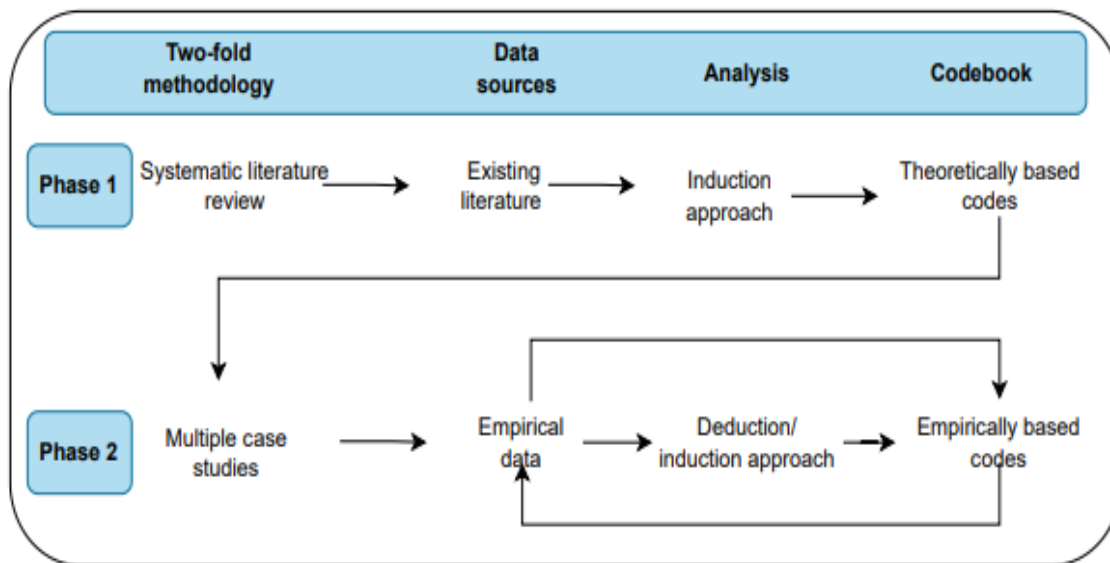 Two-fold
methodology
Data
sources
Analysis
Codebook
Phase 1
Systematic literature
review
Existing
literature
Induction
approach
Theoretically based
codes
Phase 2
Multiple case
studies
Empirical
data
Deduction/
induction approach
Empirically based
codes